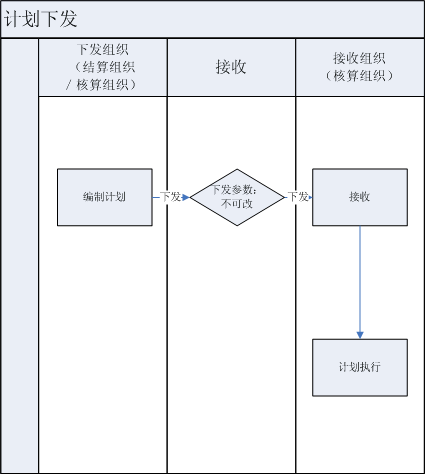 计划下发
下发组织
（结算组织
/核算组织）
接收
接收组织
（核算组织）
编制计划
下发
下发参数：
不可改
下发
接收
计划执行